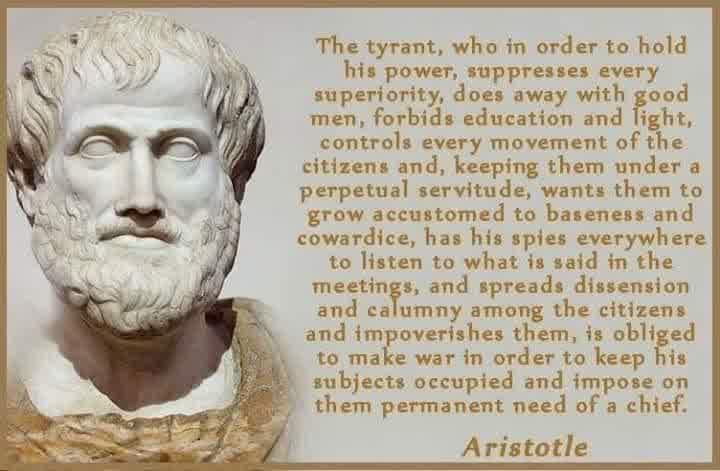 The tyrant, who in order to hold
his power, suppresses every
superiority, does away with good
men, forbids education and light,
controls every movement of the
citizens and, keeping them under a
perpetual servitude, wants them to
grow accustomed to baseness and
cowardice, has his spies everywhere
to listen to what is said in the
meetings, and spreads dissension
and calumny among the citizens
and impoverishes them, is obliged
to make war in order to keep his
subjects occupied and impose on
them permanent need of a chief.
Aristotle